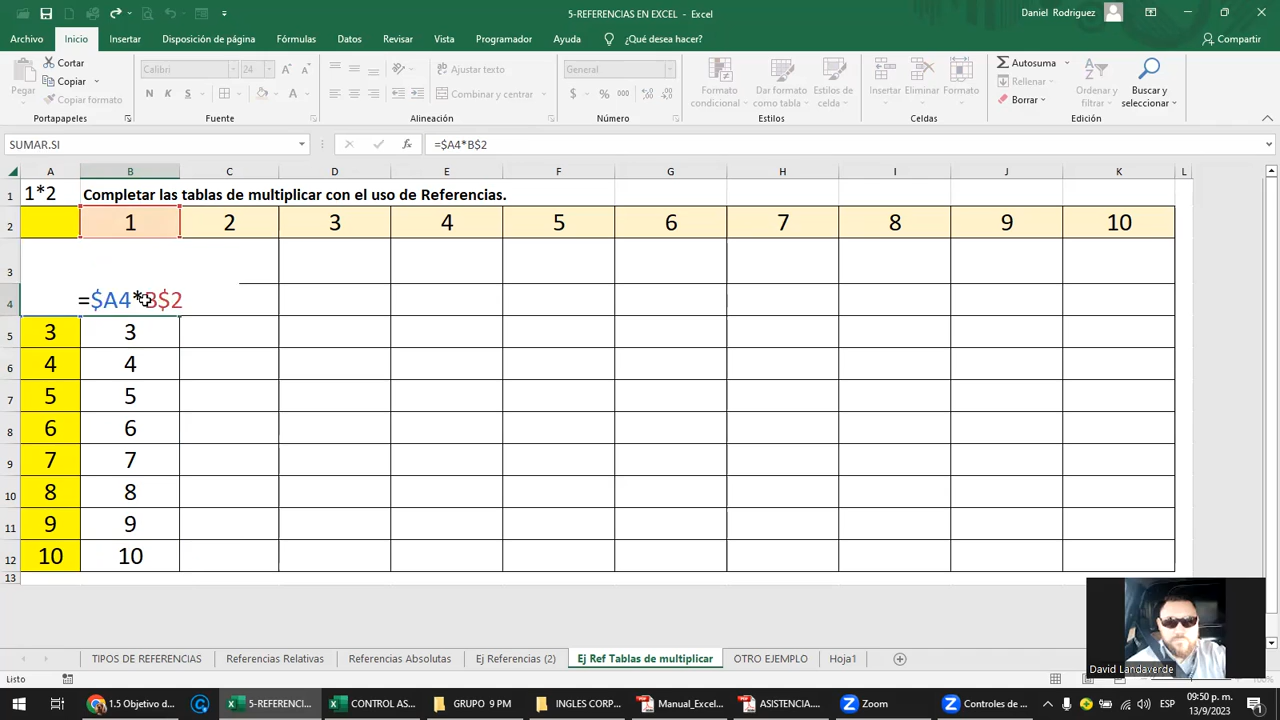 5-REFERENCIAS EN EXCEL - Excel
Daniel Rodriguez
Archivo Inicio Insertar Disposición de página Fórmulas Datos Revisar Vista Programador Ayuda ¿Qué desea hacer? Compartir
Pegar
Cortar
Copiar
Copiar formato
Portapapeles
Calibri 24
N K S
Fuente
Ajustar texto
Combinar y centrar
Alineación
General
$ % 000
Número
Formato condicional
Dar formato como tabla
Estilos de celda
Estilos
Insertar Eliminar Formato
Celdas
Autosuma
Rellenar
Borrar
Ordenar y filtrar
Buscar y seleccionar
Edición
SUMAR.SI fx =$A4*B$2
A B C D E F G H I J K L
1 1*2 Completar las tablas de multiplicar con el uso de Referencias.
2 1 2 3 4 5 6 7 8 9 10
3
4 =$A4*B$2
5 3 3
6 4 4
7 5 5
8 6 6
9 7 7
10 8 8
11 9 9
12 10 10
13
David Landaverde
TIPOS DE REFERENCIAS Referencias Relativas Referencias Absolutas Ej Referencias (2) Ej Ref Tablas de multiplicar OTRO EJEMPLO Hoja1
Listo 100%
1.5 Objetivo d... 5-REFERENCI... CONTROL AS... GRUPO 9 PM INGLES CORP... Manual_Exce... ASISTENCIA.... Zoom Controles de ... ESP 09:50 p. m.
13/9/2023